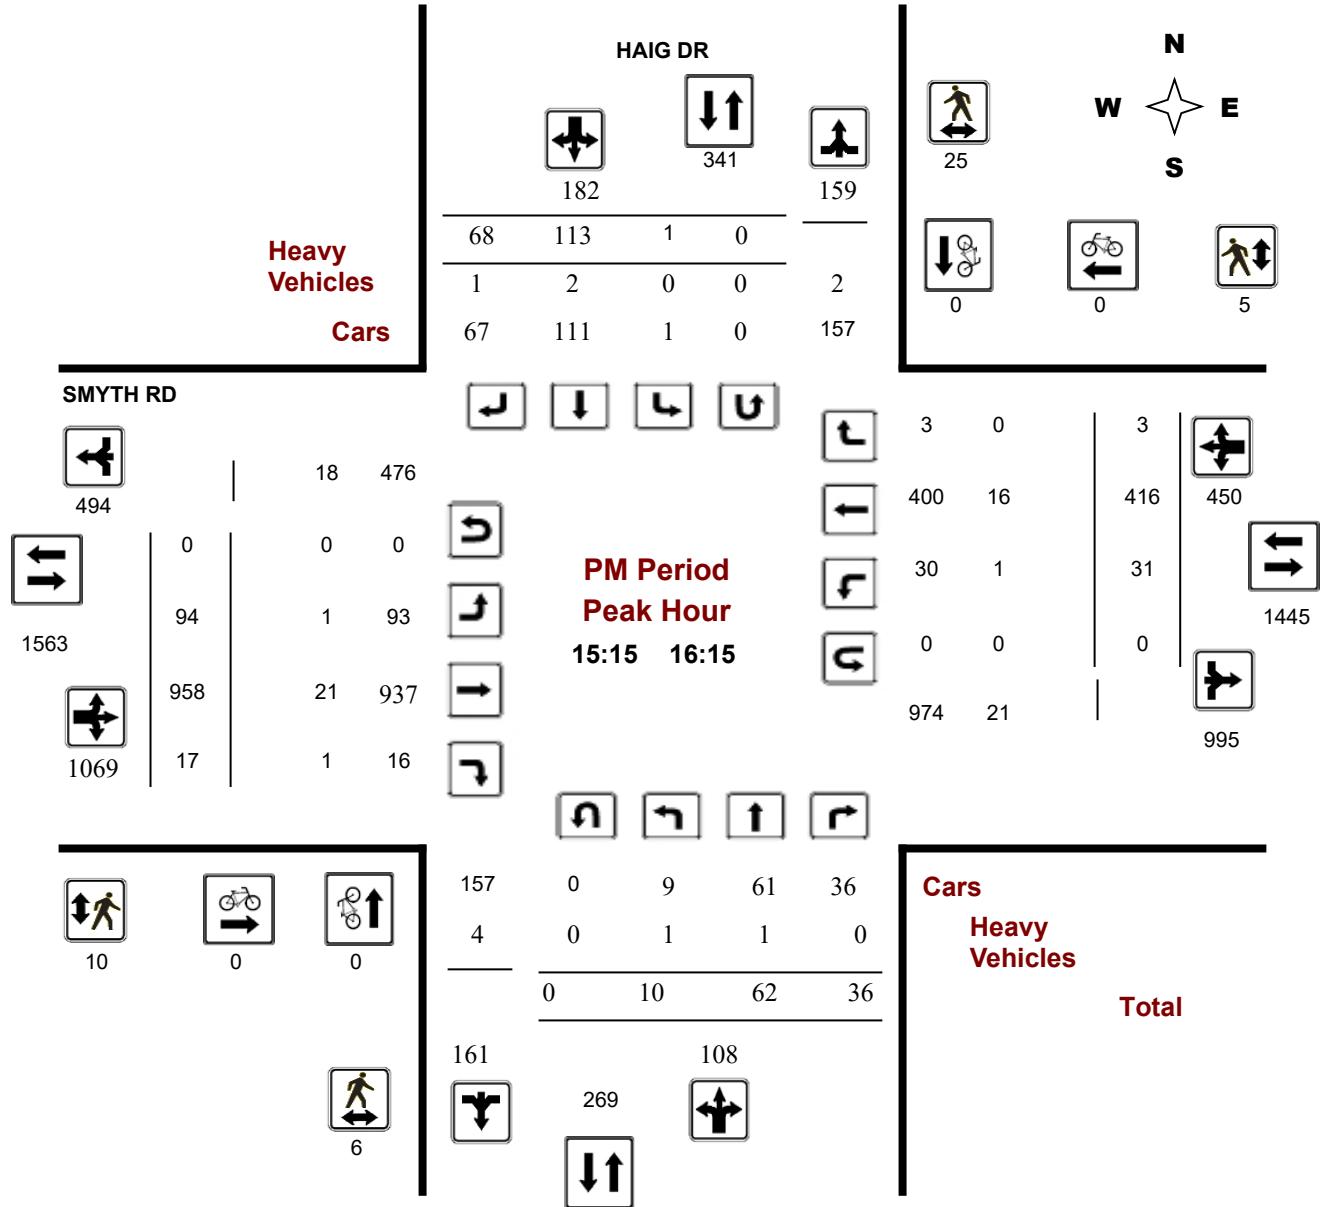 HAIG DR
N
W E
S
341
25
182 159
68 113 1 0
Heavy
Vehicles
1 2 0 0 2
0 0 5
Cars
67 111 1 0 157
SMYTH RD
3 0 3
18 476
494
400 16 416 450
0 0 0
PM Period
30 1 31
Peak Hour
94 1 93
1445
1563
15:15 16:15
0 0 0
958 21 937
974 21
995
1069 17 1 16
157 0 9 61 36
Cars
4 0 1 1 0
Heavy
Vehicles
10 0 0
0 10 62 36
Total
161 108
269
6